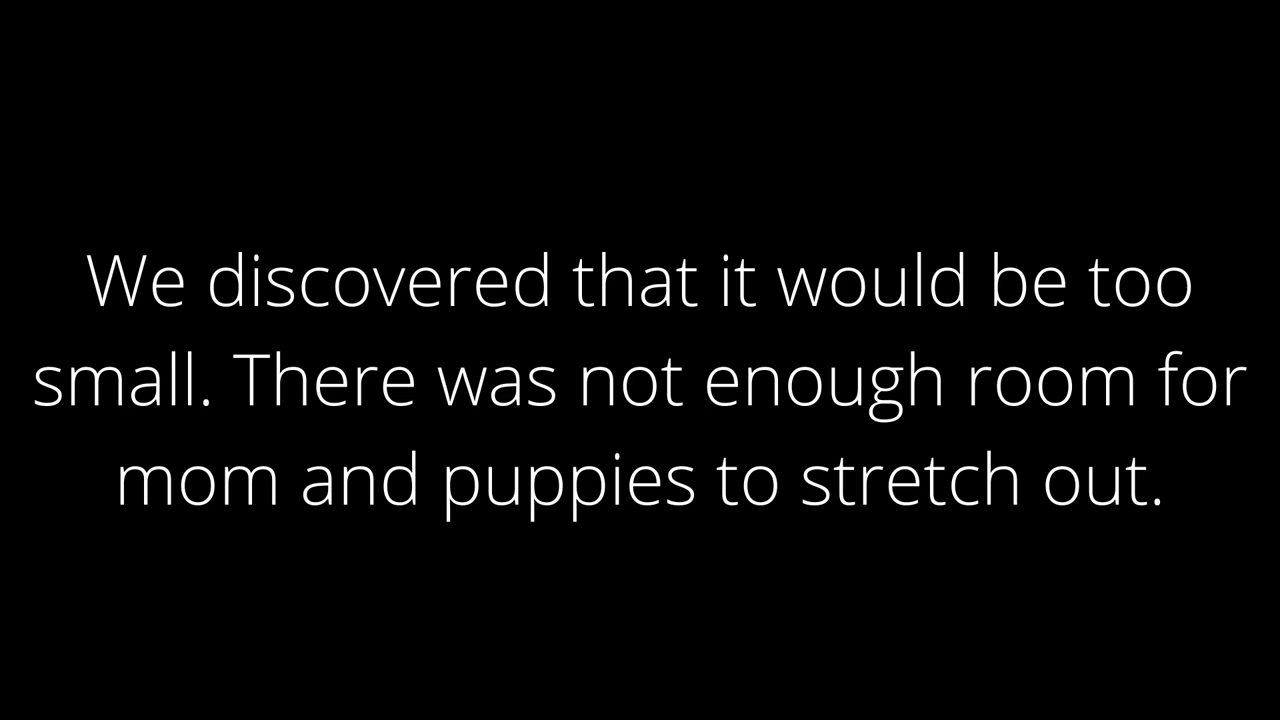 We discovered that it would be too
small. There was not enough room for
mom and puppies to stretch out.